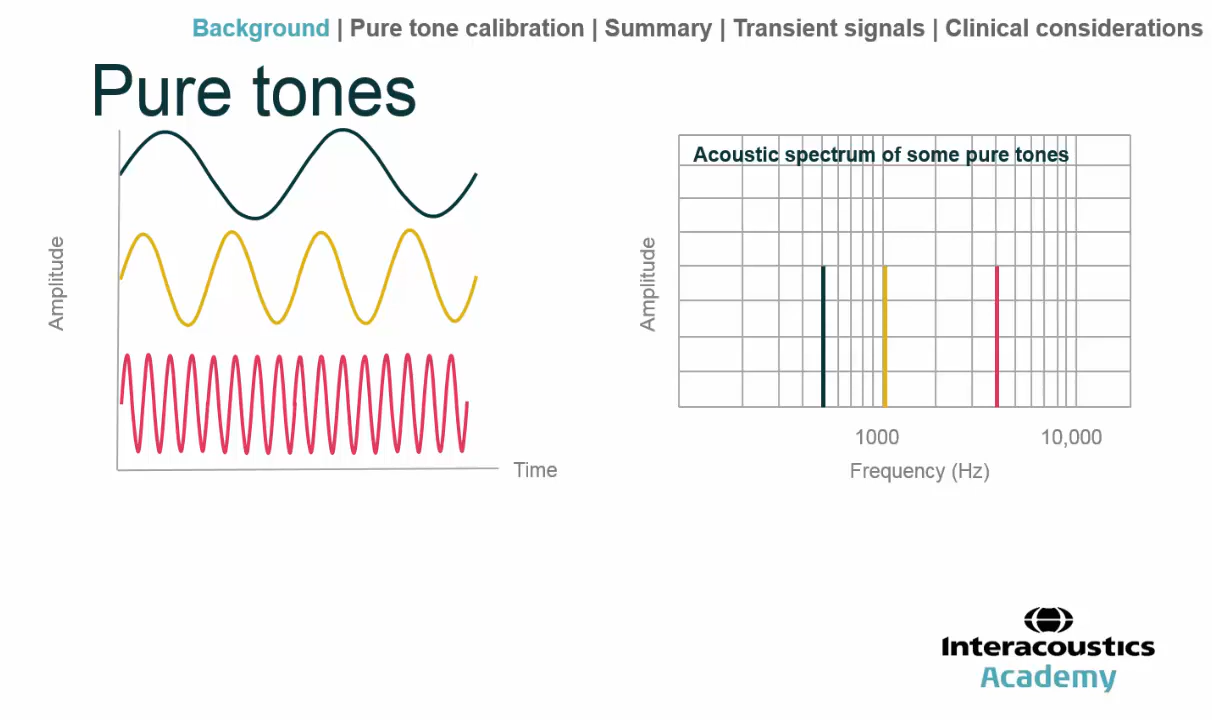 Background | Pure tone calibration | Summary | Transient signals | Clinical considerations
Pure tones
Amplitude
Time
Acoustic spectrum of some pure tones
Amplitude
1000
10,000
Frequency (Hz)
Interacoustics
Academy